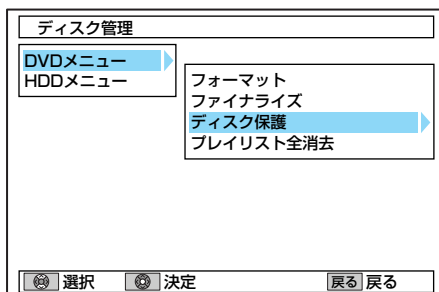 ディスク管理
DVDメニュー
HDDメニュー
フォーマット
ファイナライズ
ディスク保護
プレイリスト全消去
選択 決定 戻る 戻る